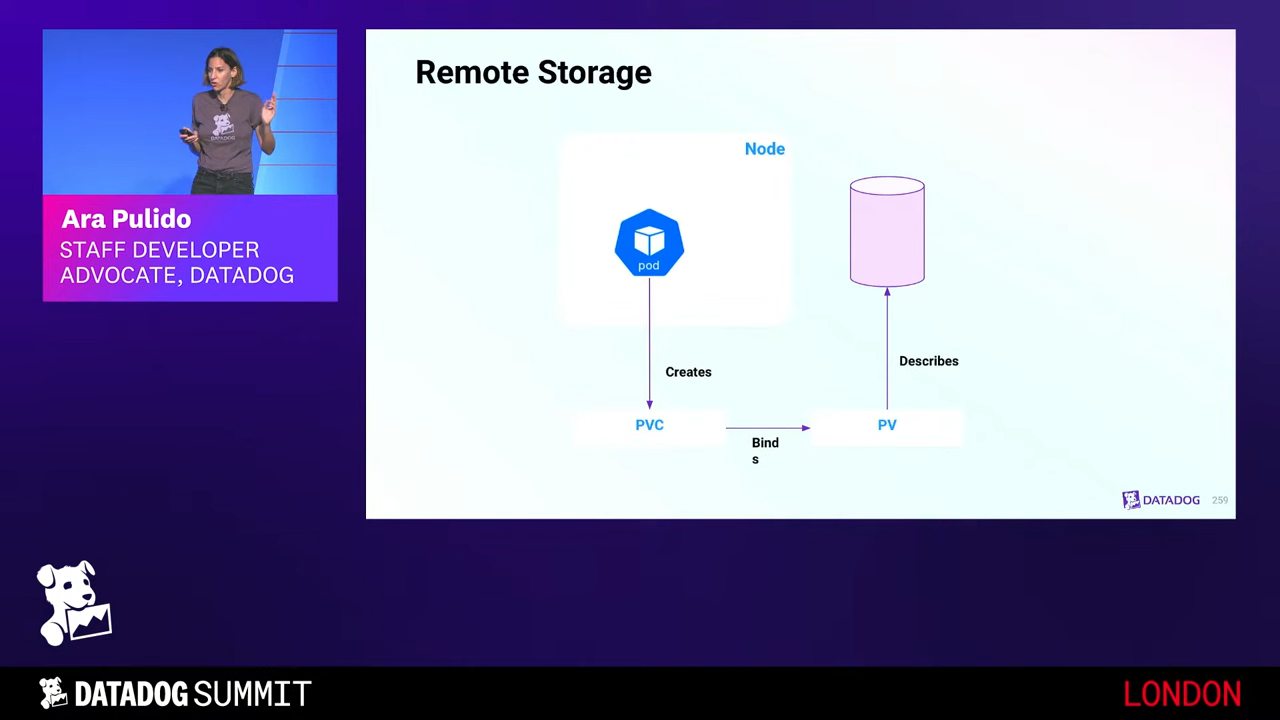 Ara Pulido
STAFF DEVELOPER
ADVOCATE, DATADOG
Remote Storage
Node
pod
Creates
Describes
PVC
PV
Bind
s
DATADOG
259
DATADOG SUMMIT
LONDON